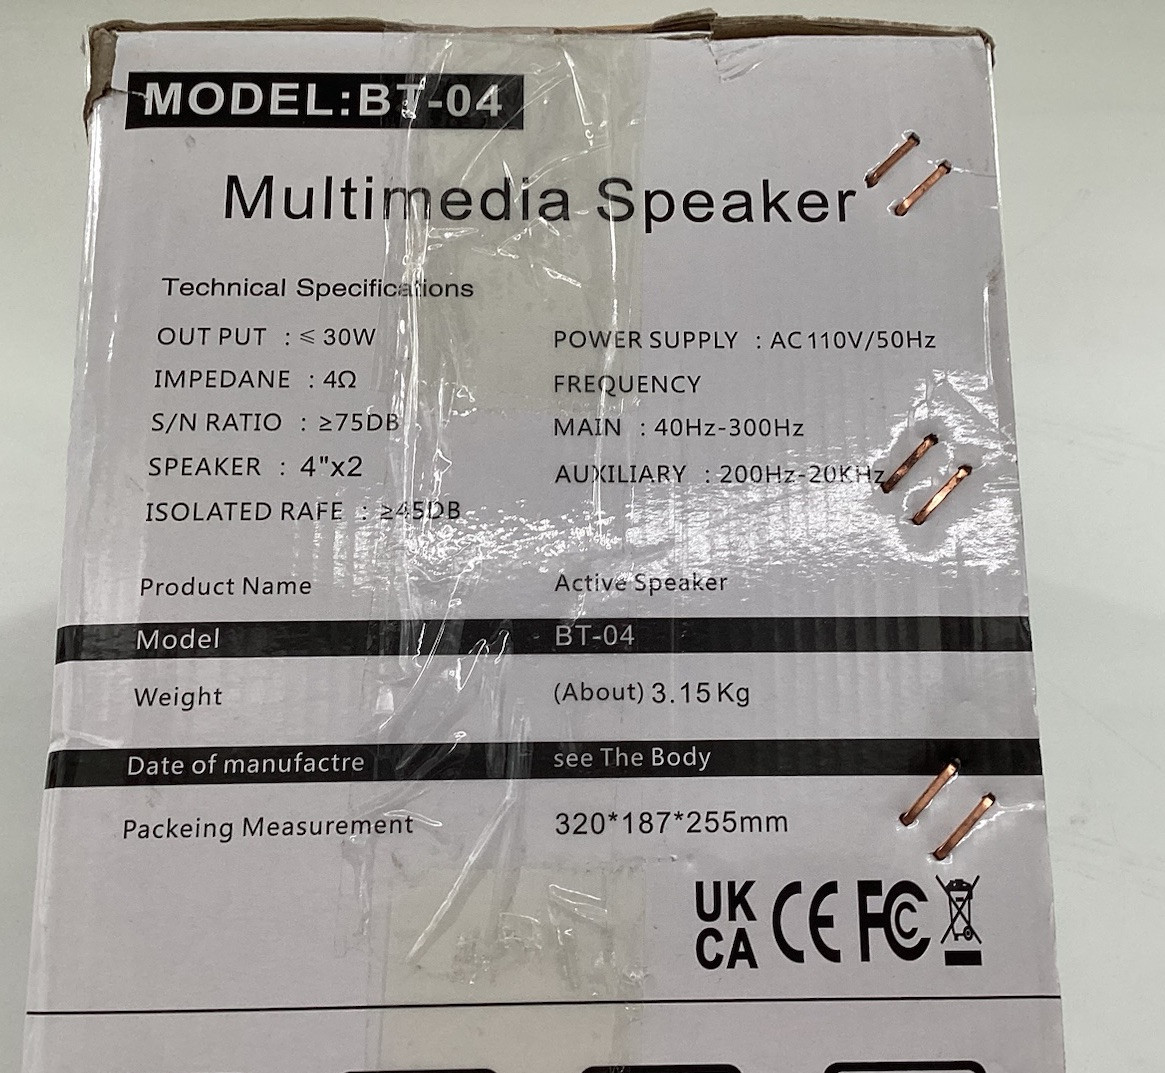 MODEL:BT-04
Multimedia Speaker
Technical Specifications
OUT PUT : ≤ 30W
IMPEDANE : 4Ω
S/N RATIO : ≥75DB
SPEAKER : 4"x2
ISOLATED RAFE : ≥45DB
POWER SUPPLY : AC110V/50Hz
FREQUENCY
MAIN : 40Hz-300Hz
AUXILIARY : 200Hz-20KHz
Product Name Active Speaker
Model BT-04
Weight (About) 3.15Kg
Date of manufactre see The Body
Packeing Measurement 320*187*255mm
UK
CA CE FC